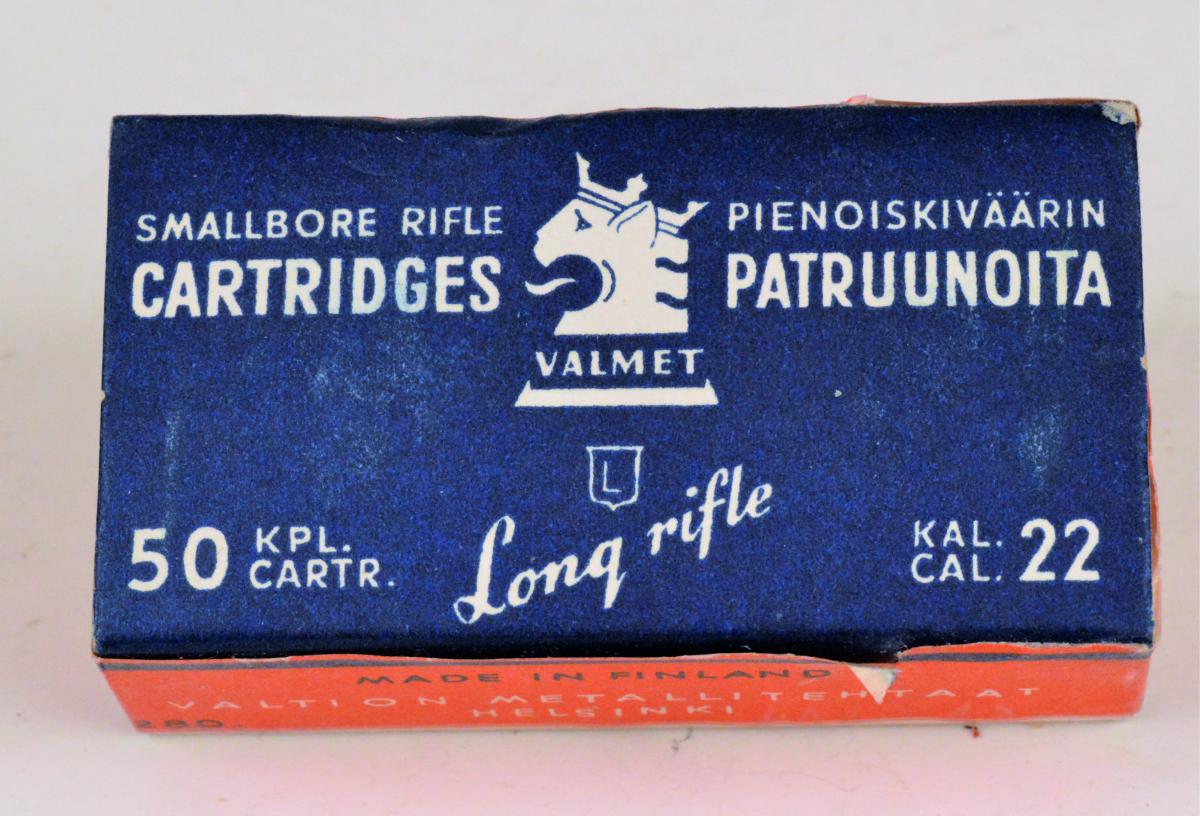 SMALLBORE RIFLE
CARTRIDGES
VALMET
PIENOISKIVÄÄRIN
PATRUUNOITA
L
Long rifle
50 KPL.
CARTR.
KAL.
CAL. 22
MADE IN FINLAND
VALTION METALLITEHTAAT
HELSINKI
280.